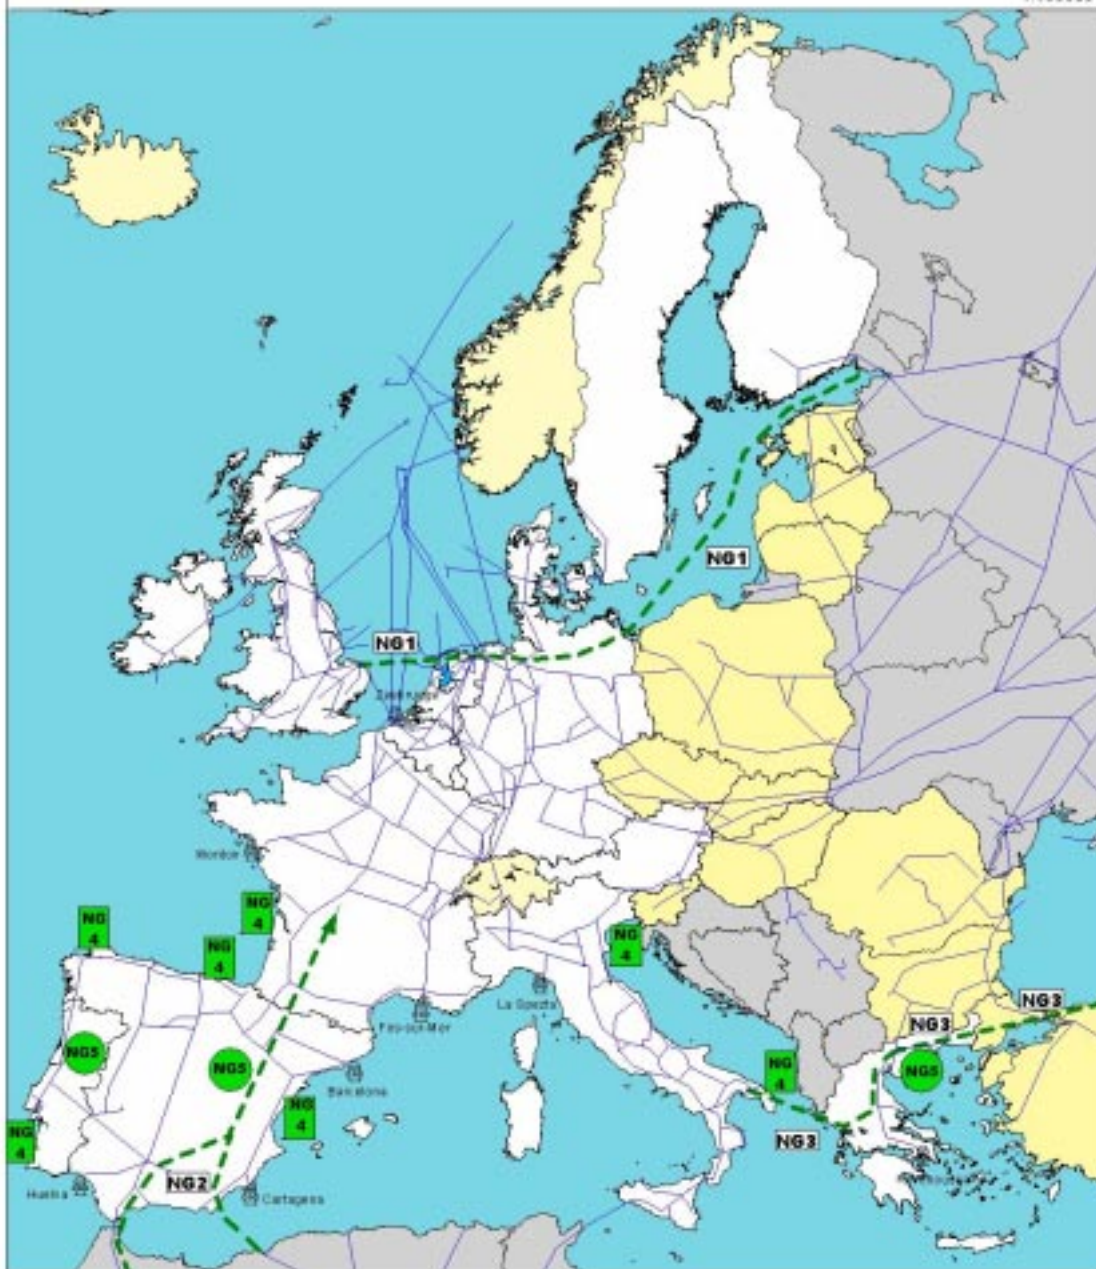 NG1
NG1
Montoir
NG
4
NG
4
NG
4
NG
4
La Spezia
Fos-sur-Mer
NG3
NG3
NG5
NG5
NG
4
NG5
Barcelona
NG
4
NG
4
NG3
NG2
Huelva
Cartagena